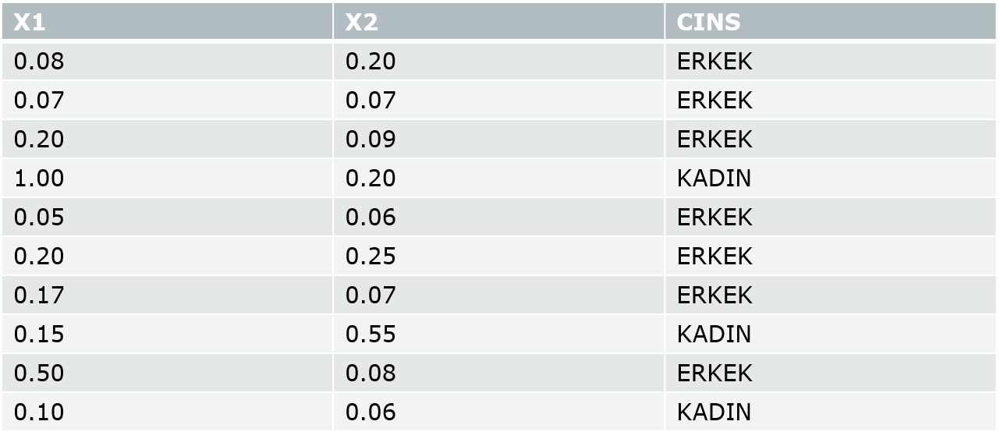 X1 X2 CINS
0.08 0.20 ERKEK
0.07 0.07 ERKEK
0.20 0.09 ERKEK
1.00 0.20 KADIN
0.05 0.06 ERKEK
0.20 0.25 ERKEK
0.17 0.07 ERKEK
0.15 0.55 KADIN
0.50 0.08 ERKEK
0.10 0.06 KADIN